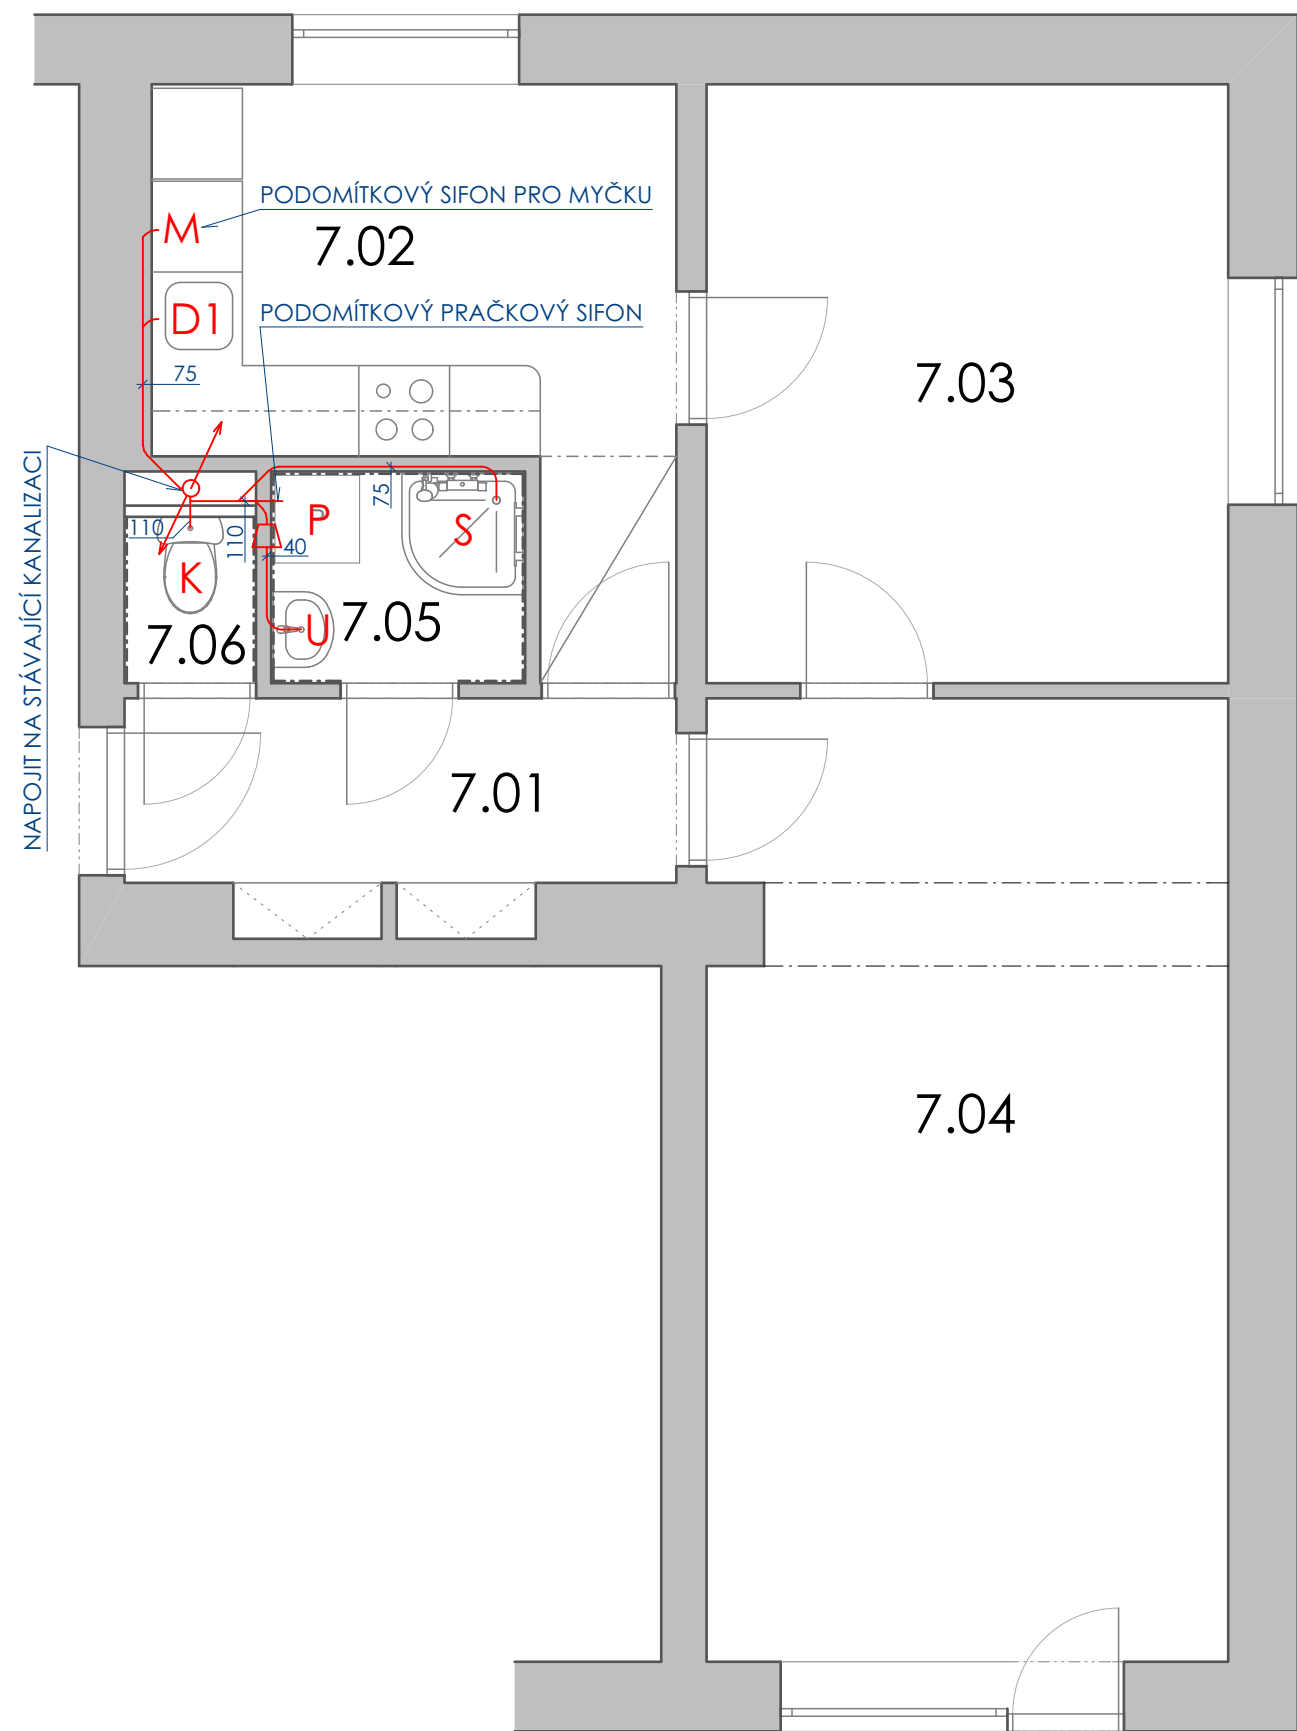 PODOMÍTKOVÝ SIFON PRO MYČKU
M
7.02
D1
PODOMÍTKOVÝ PRAČKOVÝ SIFON
75
7.03
NAPOJIT NA STÁVAJÍCÍ KANALIZACI
75
110
110
40
P
S
K
U
7.05
7.06
7.01
7.04